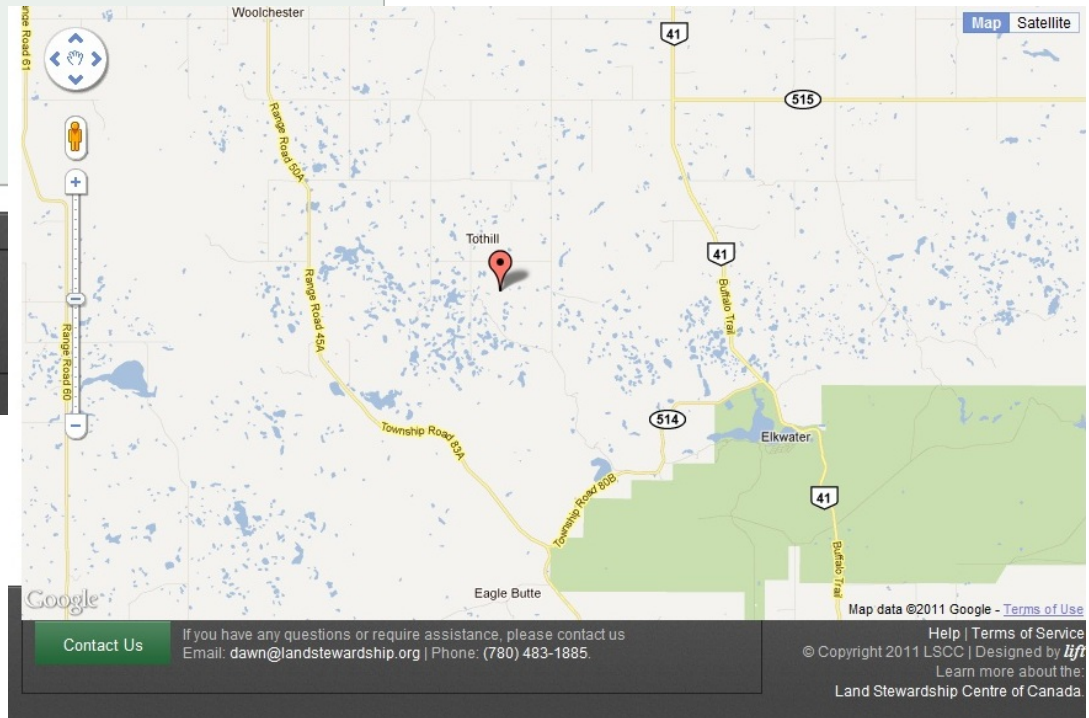 Woolchester
41
Map Satellite
Range Road 61
515
Range Road 50A
Tothill
41
Range Road 45A
Buffalo Trail
Range Road 60
514
Township Road 83A
Elkwater
Township Road 80B
41
Buffalo Trail
Eagle Butte
Google
Map data ©2011 Google - Terms of Use
Contact Us
If you have any questions or require assistance, please contact us
Email: dawn@landstewardship.org | Phone: (780) 483-1885.
Help | Terms of Service
© Copyright 2011 LSCC | Designed by lift
Learn more about the:
Land Stewardship Centre of Canada.